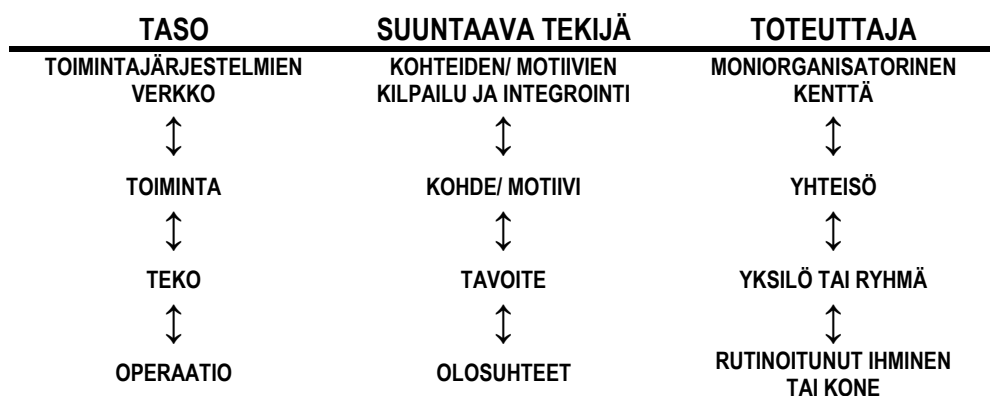 TASO SUUNTAAVA TEKIJÄ TOTEUTTAJA
TOIMINTAJÄRJESTELMIEN KOHTEIDEN/ MOTIIVIEN MONIORGANISATORINEN
VERKKO KILPAILU JA INTEGROINTI KENTTÄ
↕ ↕ ↕
TOIMINTA KOHDE/ MOTIIVI YHTEISÖ
↕ ↕ ↕
TEKO TAVOITE YKSILÖ TAI RYHMÄ
↕ ↕ ↕
OPERAATIO OLOSUHTEET RUTINOITUNUT IHMINEN
TAI KONE